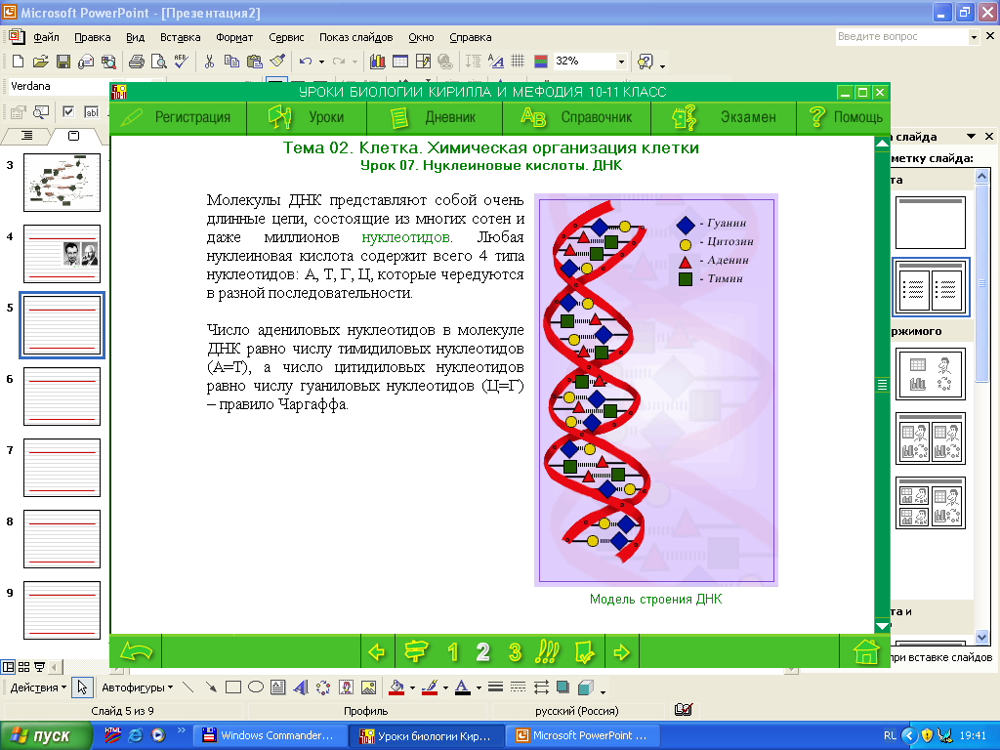 Microsoft PowerPoint - [Презентация2]
Файл Правка Вид Вставка Формат Сервис Показ слайдов Окно Справка
Введите вопрос
32%
Verdana
УРОКИ БИОЛОГИИ КИРИЛЛА И МЕФОДИЯ 10-11 КЛАСС
Регистрация Уроки Дневник Справочник Экзамен Помощь
Тема 02. Клетка. Химическая организация клетки
Урок 07. Нуклеиновые кислоты. ДНК
Молекулы ДНК представляют собой очень
длинные цепи, состоящие из многих сотен и
даже миллионов нуклеотидов. Любая
нуклеиновая кислота содержит всего 4 типа
нуклеотидов: А, Т, Г, Ц, которые чередуются
в разной последовательности.
Число адениловых нуклеотидов в молекуле
ДНК равно числу тимидиловых нуклеотидов
(А=Т), а число цитидиловых нуклеотидов
равно числу гуаниловых нуклеотидов (Ц=Г)
– правило Чаргаффа.
- Гуанин
- Цитозин
- Аденин
- Тимин
Модель строения ДНК
1 2 3
3
4
5
6
7
8
9
а слайда
метку слайда:
та
ржимого
та и
при вставке слайдов
Действия Автофигуры
Слайд 5 из 9 Профиль русский (Россия)
пуск
HTML
Windows Commander...
Уроки биологии Кир...
Microsoft PowerPoint ...
RL
19:41